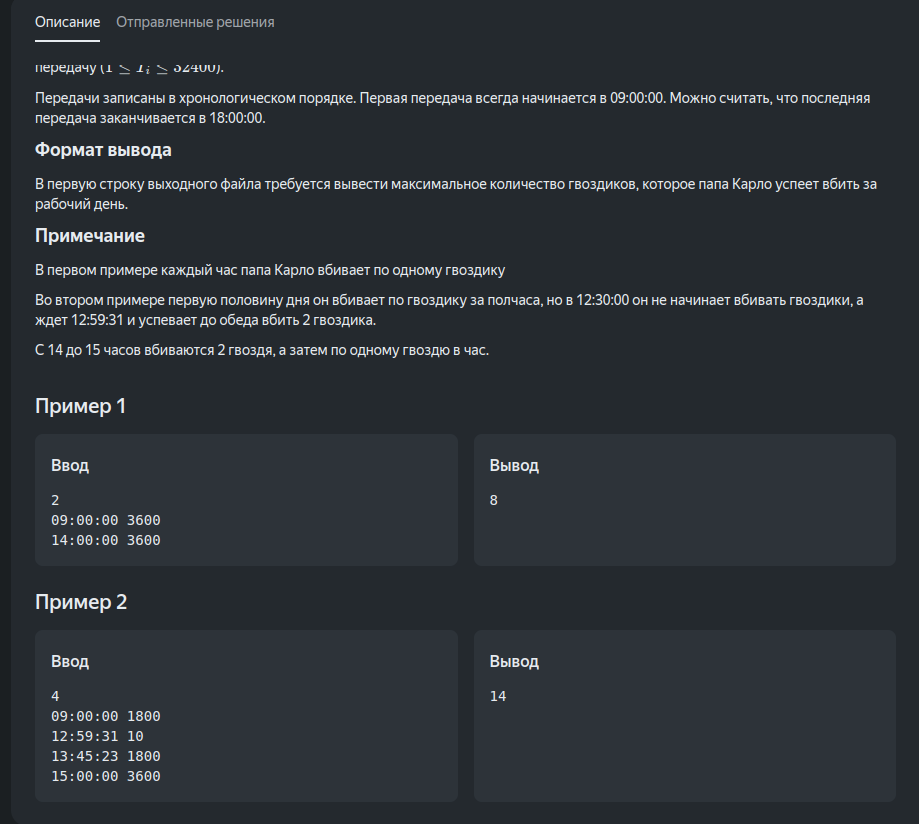 Описание Отправленные решения
передачу (1 ≤ T_i ≤ 32400).
Передачи записаны в хронологическом порядке. Первая передача всегда начинается в 09:00:00. Можно считать, что последняя
передача заканчивается в 18:00:00.
Формат вывода
В первую строку выходного файла требуется вывести максимальное количество гвоздиков, которое папа Карло успеет вбить за
рабочий день.
Примечание
В первом примере каждый час папа Карло вбивает по одному гвоздику
Во втором примере первую половину дня он вбивает по гвоздику за полчаса, но в 12:30:00 он не начинает вбивать гвоздики, а
ждет 12:59:31 и успевает до обеда вбить 2 гвоздика.
С 14 до 15 часов вбиваются 2 гвоздя, а затем по одному гвоздю в час.
Пример 1
Ввод
2
09:00:00 3600
14:00:00 3600
Вывод
8
Пример 2
Ввод
4
09:00:00 1800
12:59:31 10
13:45:23 1800
15:00:00 3600
Вывод
14